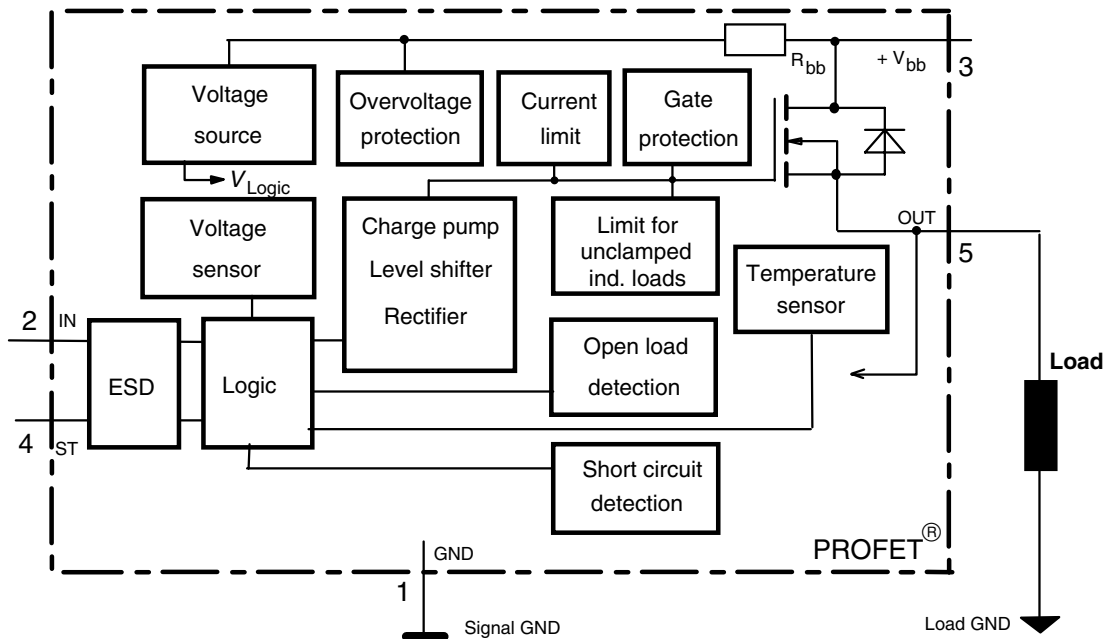 R bb
+ V bb
3
Voltage
source
Overvoltage
protection
Current
limit
Gate
protection
V Logic
Voltage
sensor
Charge pump
Level shifter
Rectifier
Limit for
unclamped
ind. loads
OUT
5
Temperature
sensor
2
IN
ESD
Logic
Open load
detection
Load
4
ST
Short circuit
detection
PROFET®
GND
1
Signal GND
Load GND